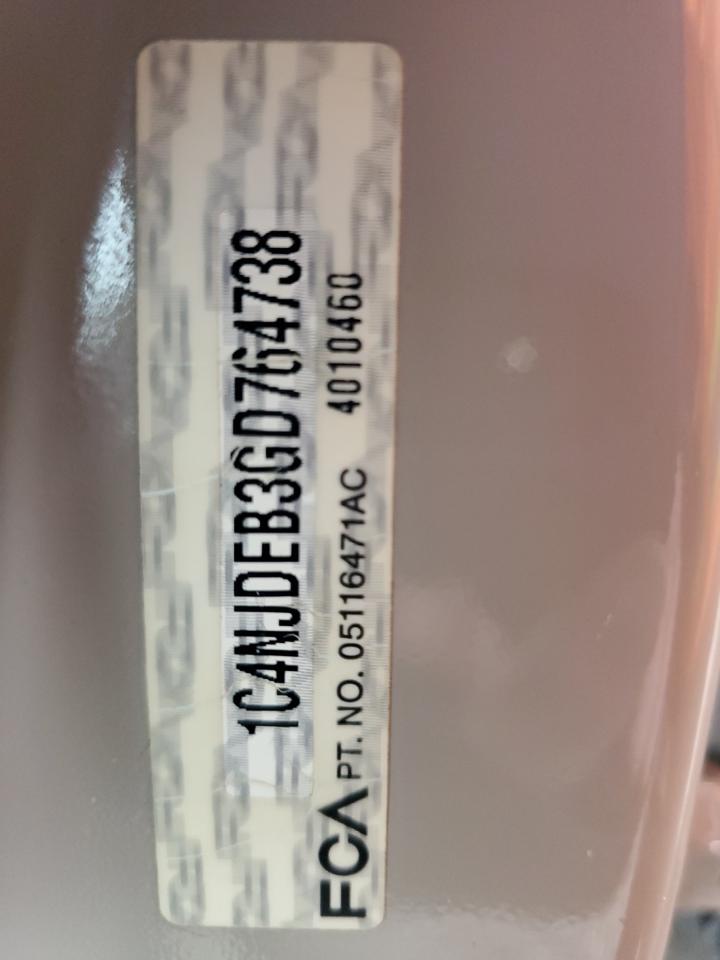 1C4NJDEB3GD764738
FCA PT. NO. 05116471AC 4010460